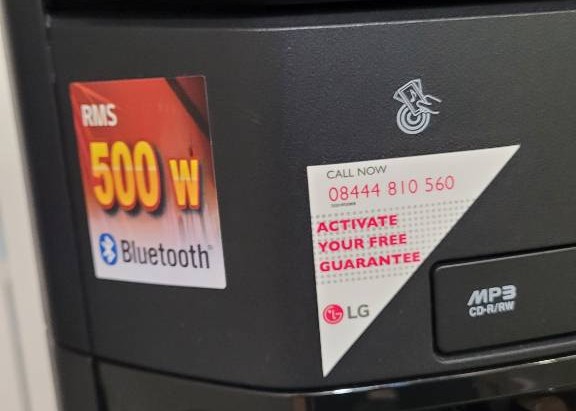 RMS
500 W
Bluetooth®
CALL NOW
08444 810 560
ACTIVATE
YOUR FREE
GUARANTEE
LG
MP3
CD-R/RW